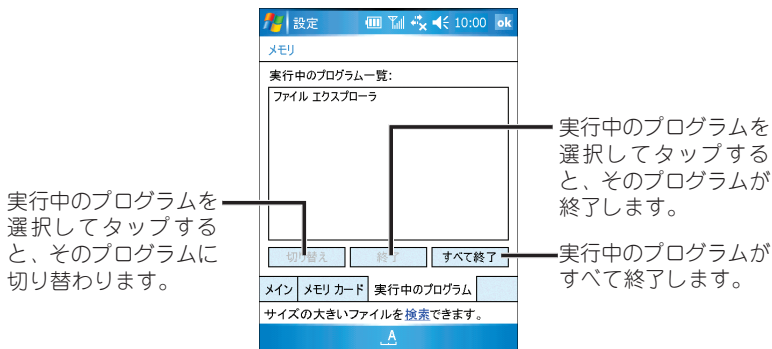 設定 10:00 ok
メモリ
実行中のプログラム一覧:
ファイル エクスプローラ
切り替え 終了 すべて終了
メイン メモリ カード 実行中のプログラム
サイズの大きいファイルを検索できます。
A
実行中のプログラムを
選択してタップする
と、そのプログラムに
切り替わります。
実行中のプログラムを
選択してタップする
と、そのプログラムが
終了します。
実行中のプログラムが
すべて終了します。